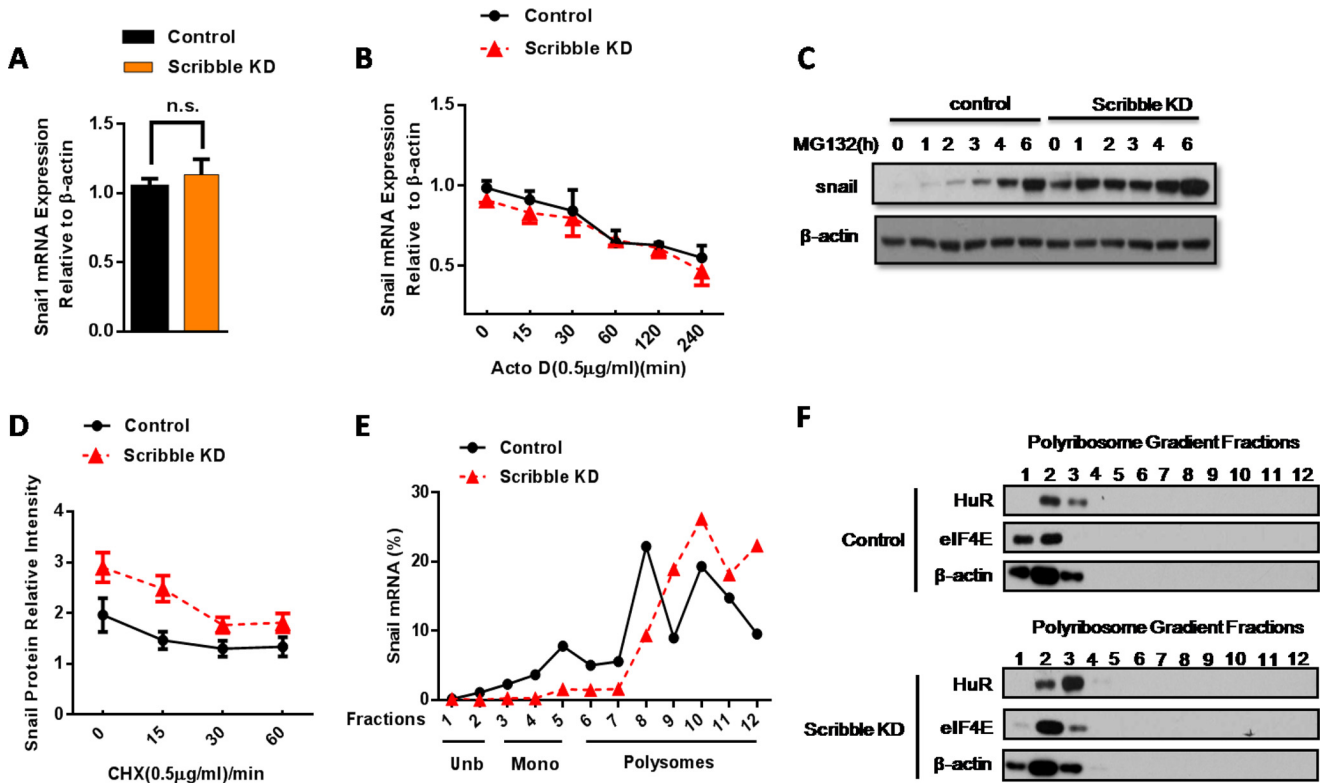 A
Control
Scribble KD
n.s.
Snai1 mRNA Expression
Relative to β-actin
1.5
1.0
0.5
0.0
B
Control
Scribble KD
Snail mRNA Expression
Relative to β-actin
1.5
1.0
0.5
0 15 30 60 120 240
Acto D(0.5μg/ml)(min)
C
control Scribble KD
MG132(h) 0 1 2 3 4 6 0 1 2 3 4 6
snail
β-actin
D
Control
Scribble KD
Snail Protein Relative Intensity
4
3
2
1
0
0 15 30 60
CHX(0.5μg/ml)/min
E
Control
Scribble KD
Snail mRNA (%)
30
20
10
0
Fractions 1 2 3 4 5 6 7 8 9 10 11 12
Unb Mono Polysomes
F
Polyribosome Gradient Fractions
1 2 3 4 5 6 7 8 9 10 11 12
HuR
Control eIF4E
β-actin
Polyribosome Gradient Fractions
1 2 3 4 5 6 7 8 9 10 11 12
HuR
Scribble KD eIF4E
β-actin